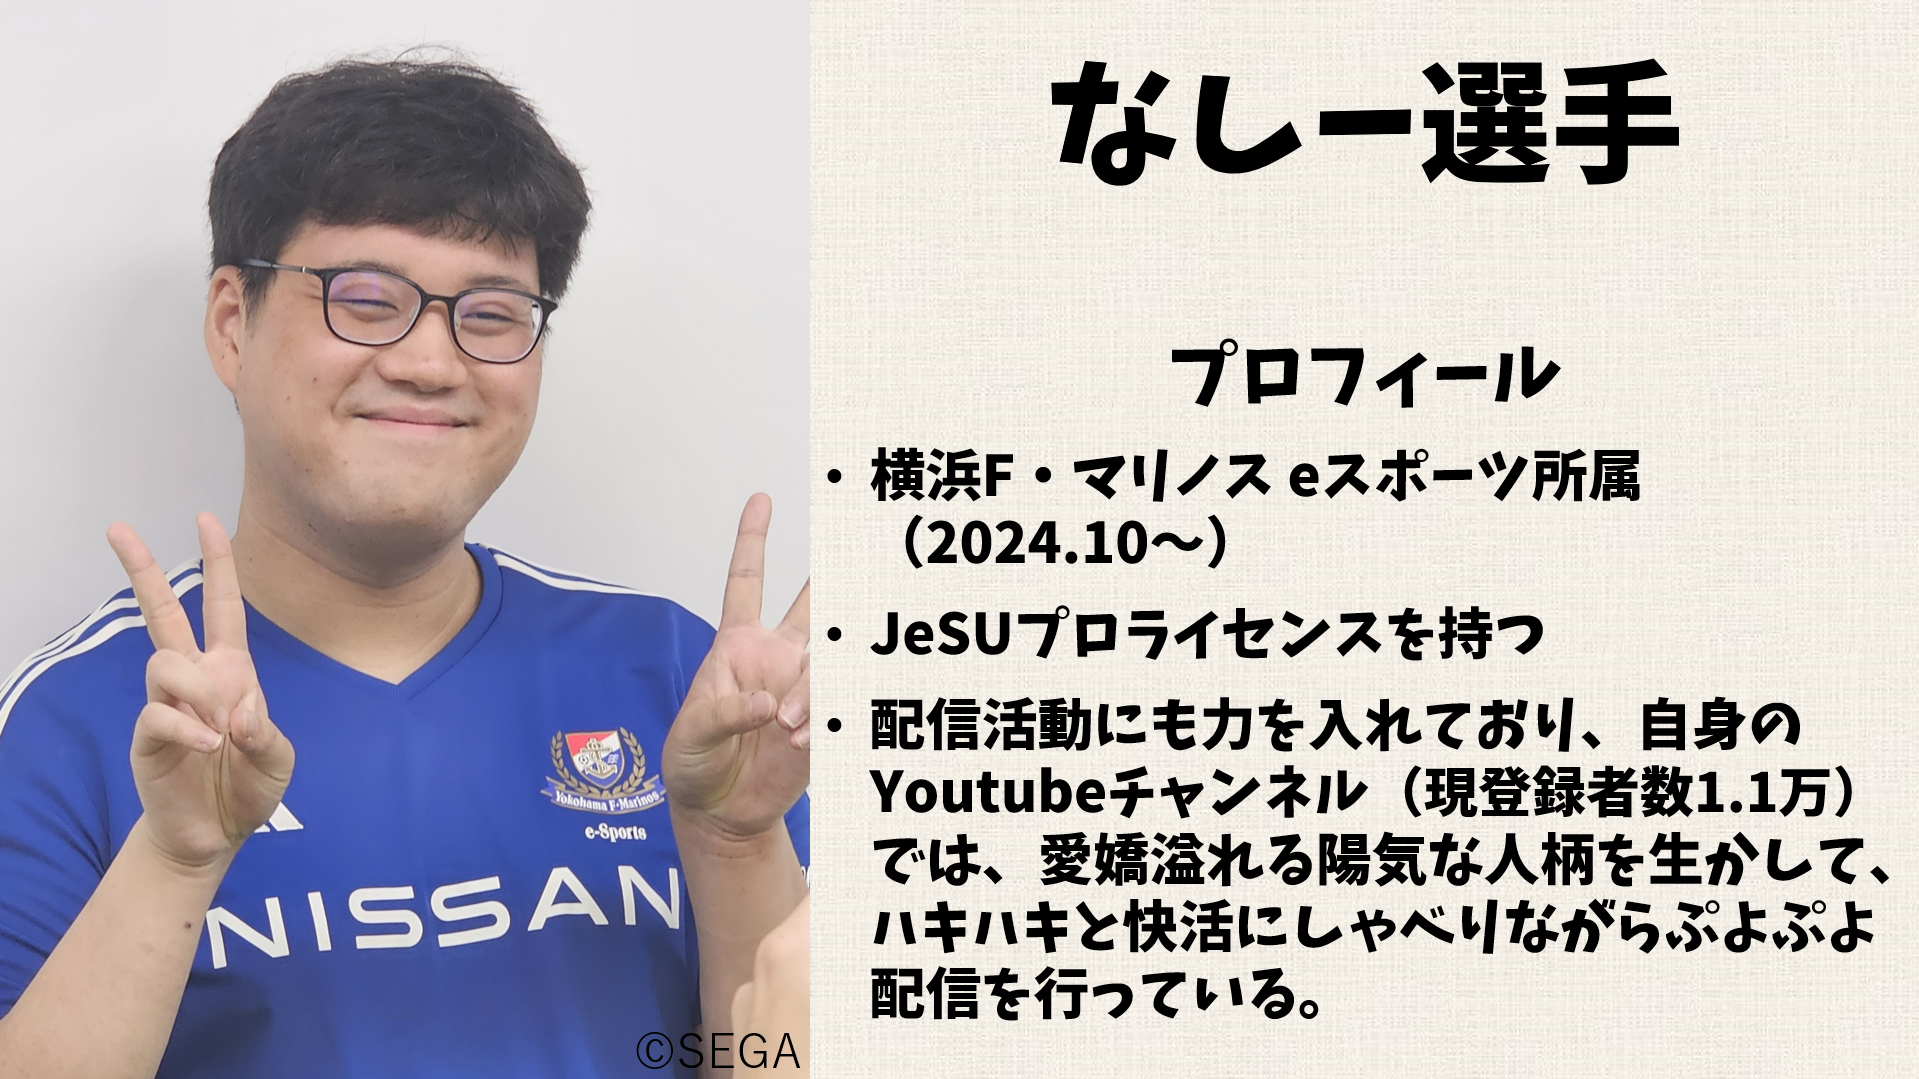 なしー選手
プロフィール
・ 横浜F・マリノス eスポーツ所属
（2024.10～）
・ JeSUプロライセンスを持つ
・ 配信活動にも力を入れており、自身の
Youtubeチャンネル（現登録者数1.1万）
では、愛嬌溢れる陽気な人柄を生かして、
ハキハキと快活にしゃべりながらぷよぷよ
配信を行っている。
Yokohama F·Marinos
e-Sports
NISSAN
©SEGA